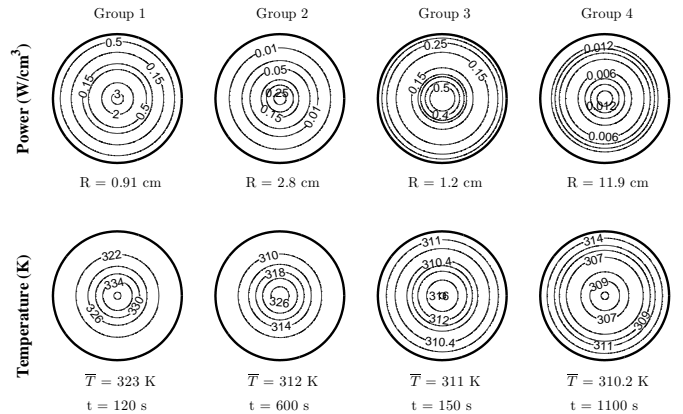 Group 1 Group 2 Group 3 Group 4
Power (W/cm³)
0.5 0.15 0.15 3 2 0.5
0.01 0.05 0.25 0.15 0.01
0.25 0.15 0.15 0.5 0.4
0.012 0.006 0.012 0.006
R = 0.91 cm R = 2.8 cm R = 1.2 cm R = 11.9 cm
Temperature (K)
322 334 326 330
310 318 326 314
311 310.4 316 312 310.4
314 307 309 307 309 311
T = 323 K T = 312 K T = 311 K T = 310.2 K
t = 120 s t = 600 s t = 150 s t = 1100 s